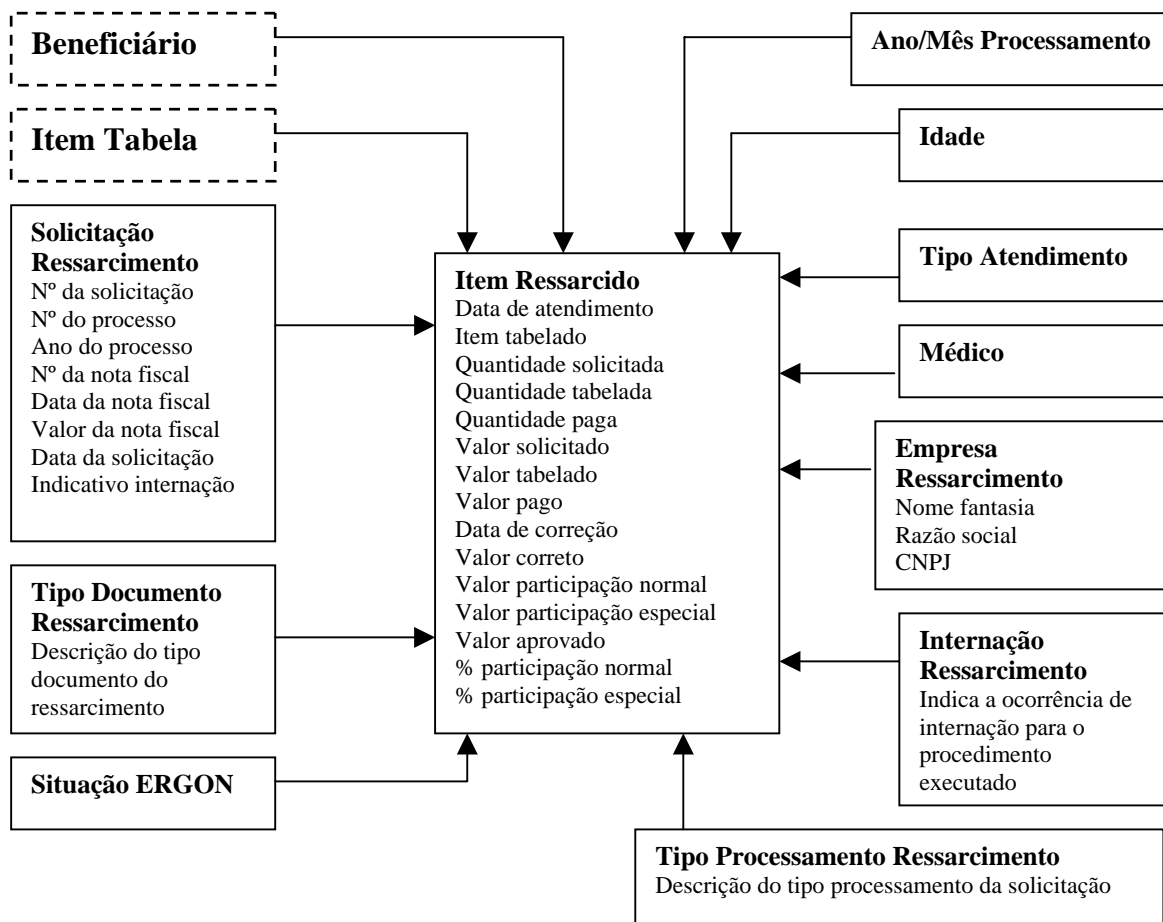 Beneficiário
Item Tabela
Solicitação
Ressarcimento
Nº da solicitação
Nº do processo
Ano do processo
Nº da nota fiscal
Data da nota fiscal
Valor da nota fiscal
Data da solicitação
Indicativo internação
Tipo Documento
Ressarcimento
Descrição do tipo
documento do
ressarcimento
Situação ERGON
Item Ressarcido
Data de atendimento
Item tabelado
Quantidade solicitada
Quantidade tabelada
Quantidade paga
Valor solicitado
Valor tabelado
Valor pago
Data de correção
Valor correto
Valor participação normal
Valor participação especial
Valor aprovado
% participação normal
% participação especial
Ano/Mês Processamento
Idade
Tipo Atendimento
Médico
Empresa
Ressarcimento
Nome fantasia
Razão social
CNPJ
Internação
Ressarcimento
Indica a ocorrência de
internação para o
procedimento
executado
Tipo Processamento Ressarcimento
Descrição do tipo processamento da solicitação